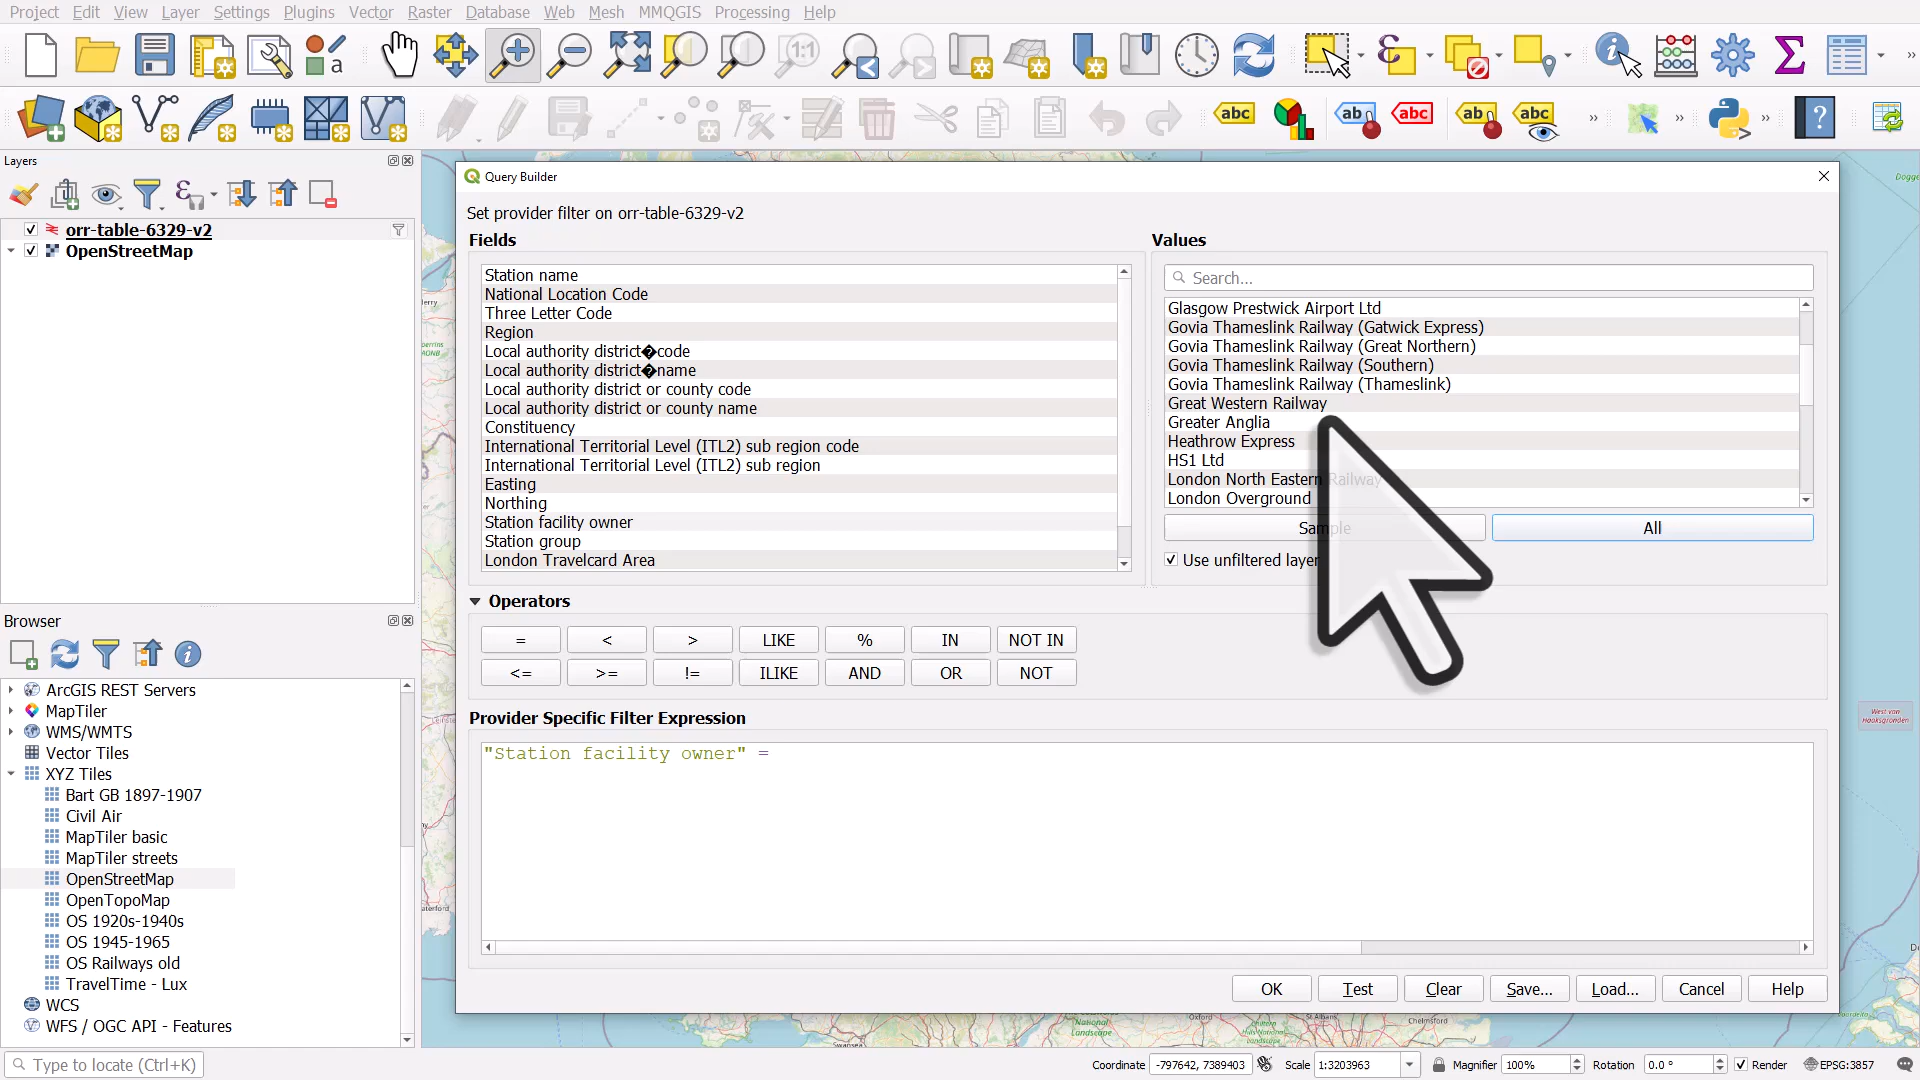 Project Edit View Layer Settings Plugins Vector Raster Database Web Mesh MMQGIS Processing Help
Layers
orr-table-6329-v2
OpenStreetMap
Query Builder
Set provider filter on orr-table-6329-v2
Fields
Station name
National Location Code
Three Letter Code
Region
Local authority district�code
Local authority district�name
Local authority district or county code
Local authority district or county name
Constituency
International Territorial Level (ITL2) sub region code
International Territorial Level (ITL2) sub region
Easting
Northing
Station facility owner
Station group
London Travelcard Area
Values
Search...
Glasgow Prestwick Airport Ltd
Govia Thameslink Railway (Gatwick Express)
Govia Thameslink Railway (Great Northern)
Govia Thameslink Railway (Southern)
Govia Thameslink Railway (Thameslink)
Great Western Railway
Greater Anglia
Heathrow Express
HS1 Ltd
London North Eastern Railway
London Overground
Sample All
Use unfiltered layer
Operators
= < > LIKE % IN NOT IN
<= >= != ILIKE AND OR NOT
Provider Specific Filter Expression
"Station facility owner" =
OK Test Clear Save... Load... Cancel Help
Browser
ArcGIS REST Servers
MapTiler
WMS/WMTS
Vector Tiles
XYZ Tiles
Bart GB 1897-1907
Civil Air
MapTiler basic
MapTiler streets
OpenStreetMap
OpenTopoMap
OS 1920s-1940s
OS 1945-1965
OS Railways old
TravelTime - Lux
WCS
WFS / OGC API - Features
Type to locate (Ctrl+K)
Coordinate -797642, 7389403 Scale 1:3203963 Magnifier 100% Rotation 0.0 ° Render EPSG:3857